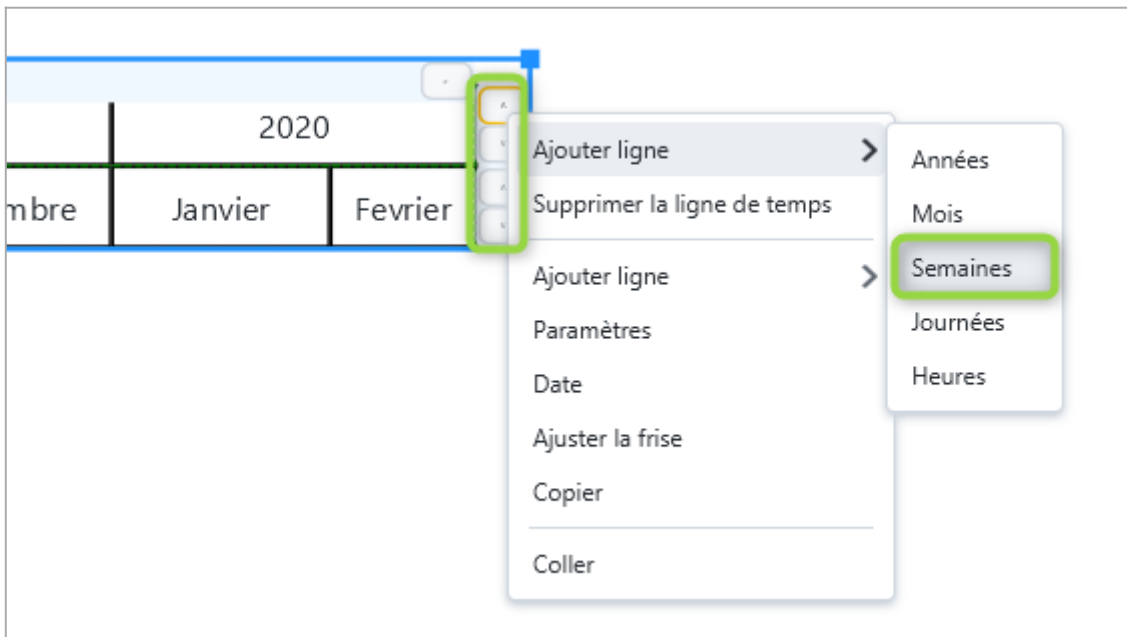 2020
mbre
Janvier
Fevrier
Ajouter ligne
Supprimer la ligne de temps
Ajouter ligne
Paramètres
Date
Ajuster la frise
Copier
Coller
Années
Mois
Semaines
Journées
Heures